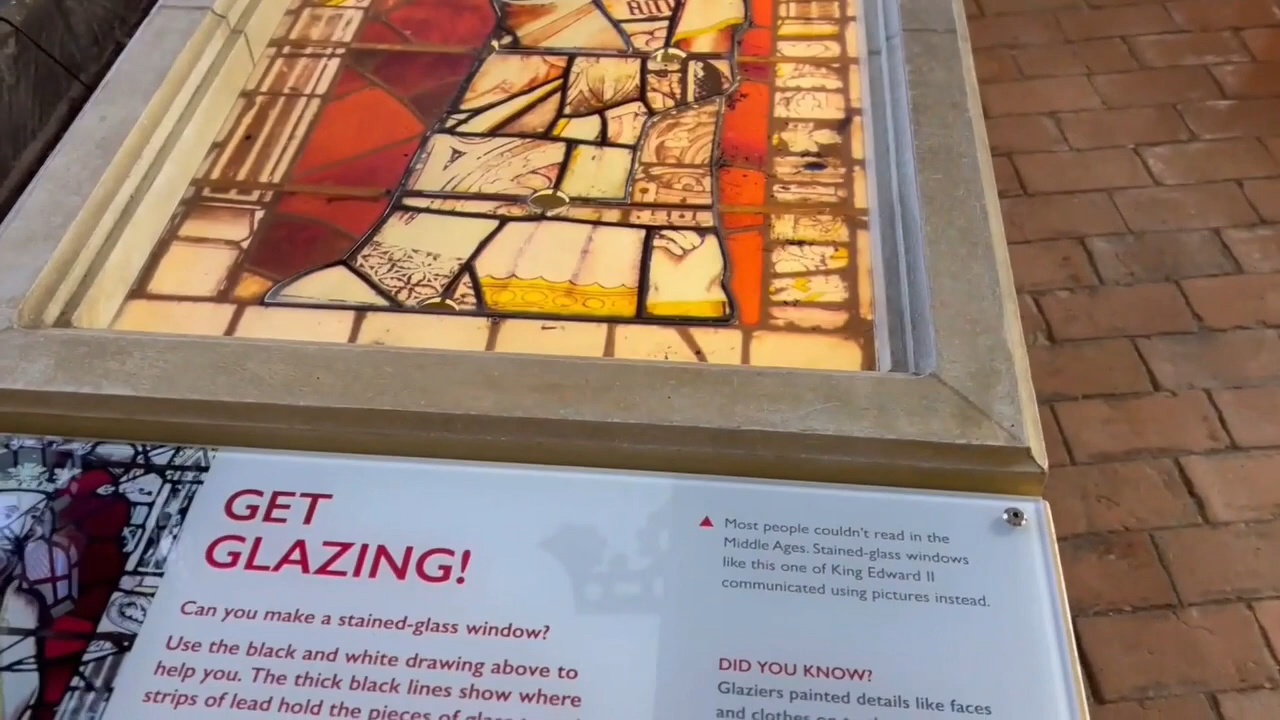 GET
GLAZING!
Can you make a stained-glass window?
Use the black and white drawing above to
help you. The thick black lines show where
strips of lead hold the pieces of
▲ Most people couldn't read in the
Middle Ages. Stained-glass windows
like this one of King Edward II
communicated using pictures instead.
DID YOU KNOW?
Glaziers painted details like faces
and clothes